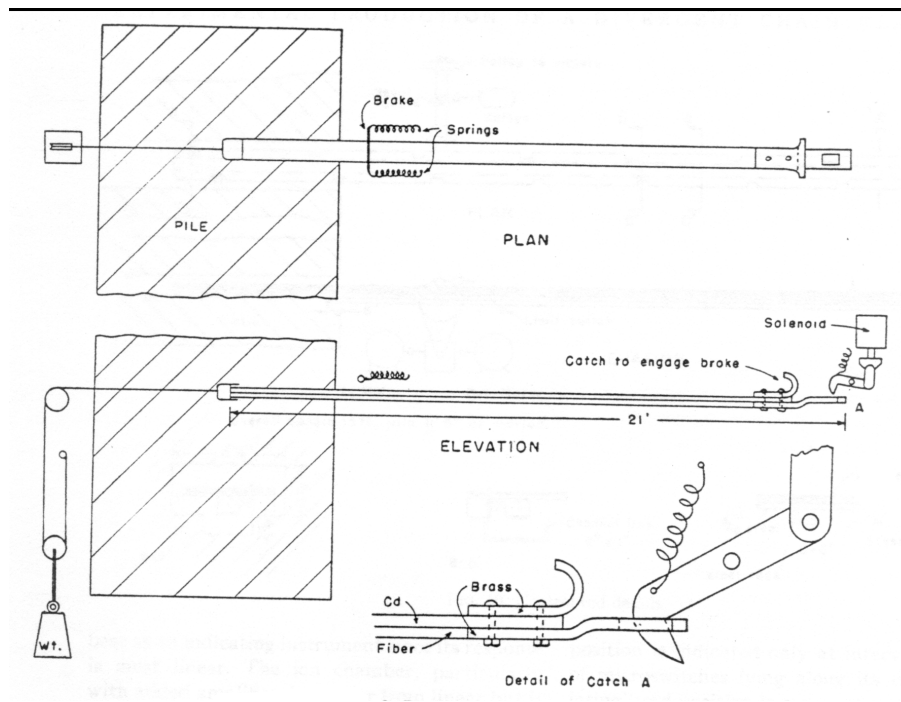 Brake
Springs
PILE
PLAN
Solenoid
Catch to engage brake
A
21'
ELEVATION
Wt.
Cd
Brass
Fiber
Detail of Catch A